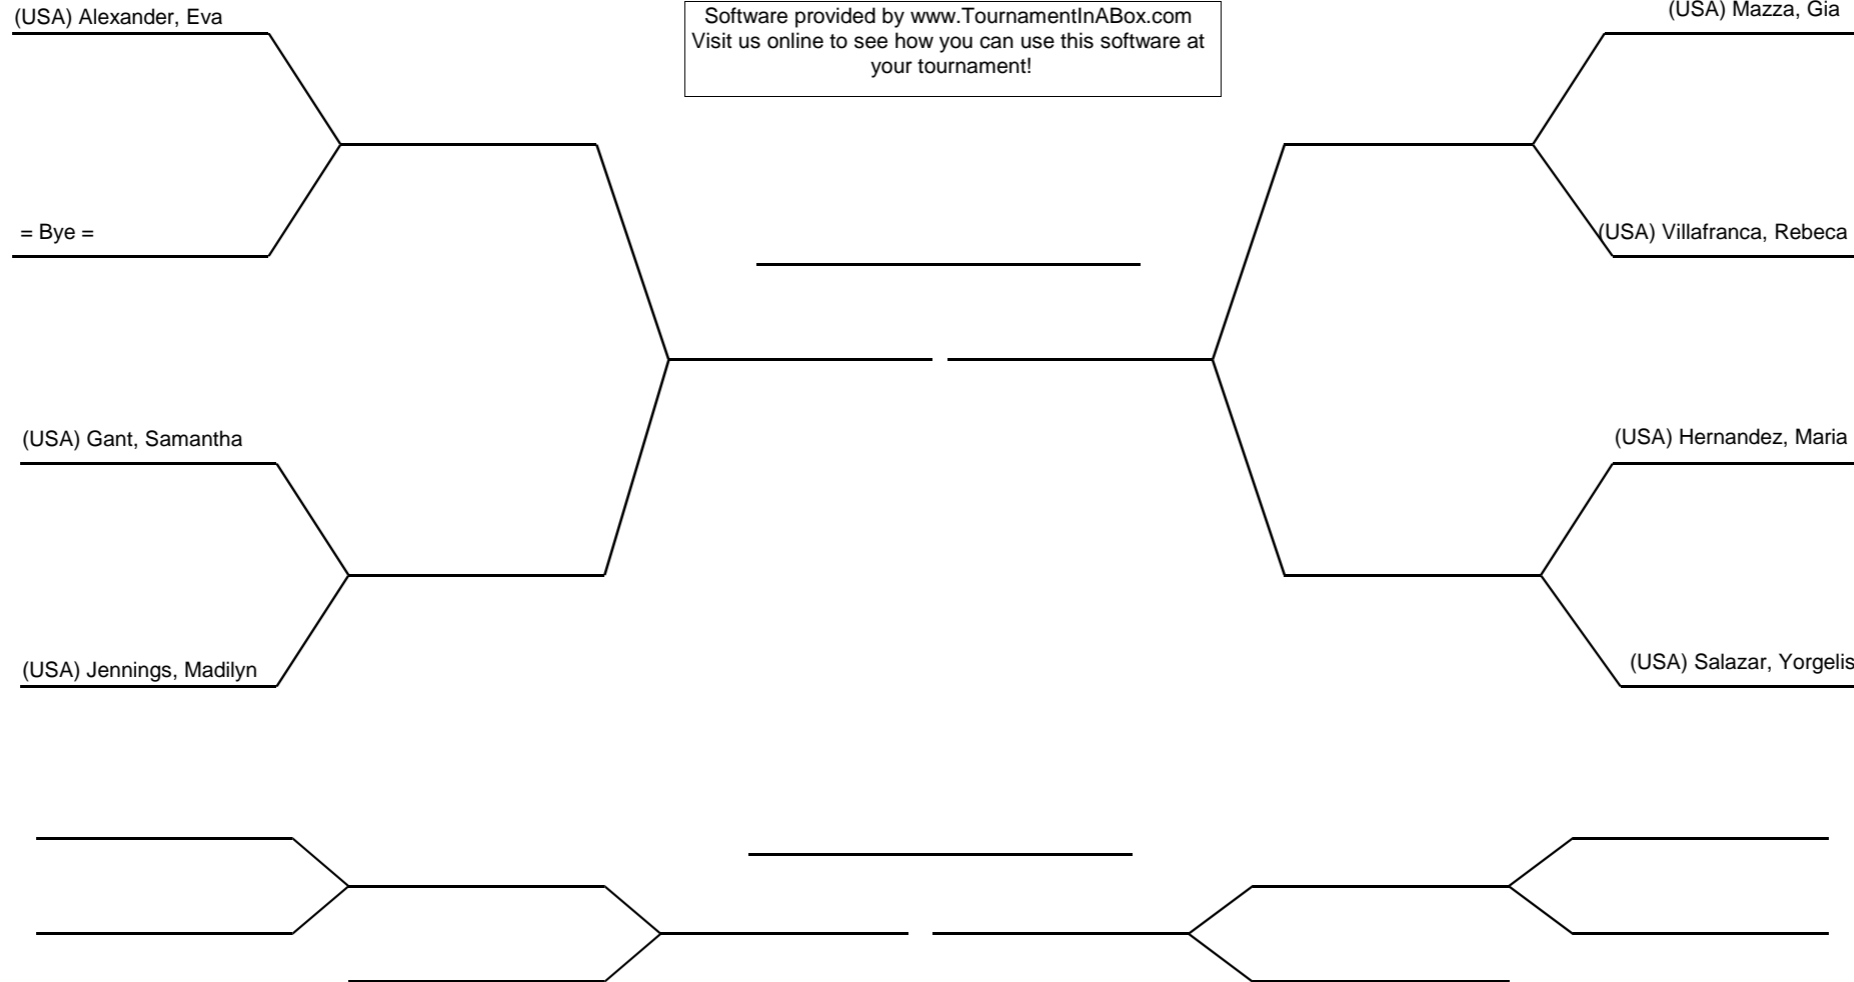 (USA) Alexander, Eva
Software provided by www.TournamentInABox.com
Visit us online to see how you can use this software at
your tournament!
(USA) Mazza, Gia
= Bye =
(USA) Villafranca, Rebeca
(USA) Gant, Samantha
(USA) Hernandez, Maria
(USA) Jennings, Madilyn
(USA) Salazar, Yorgelis